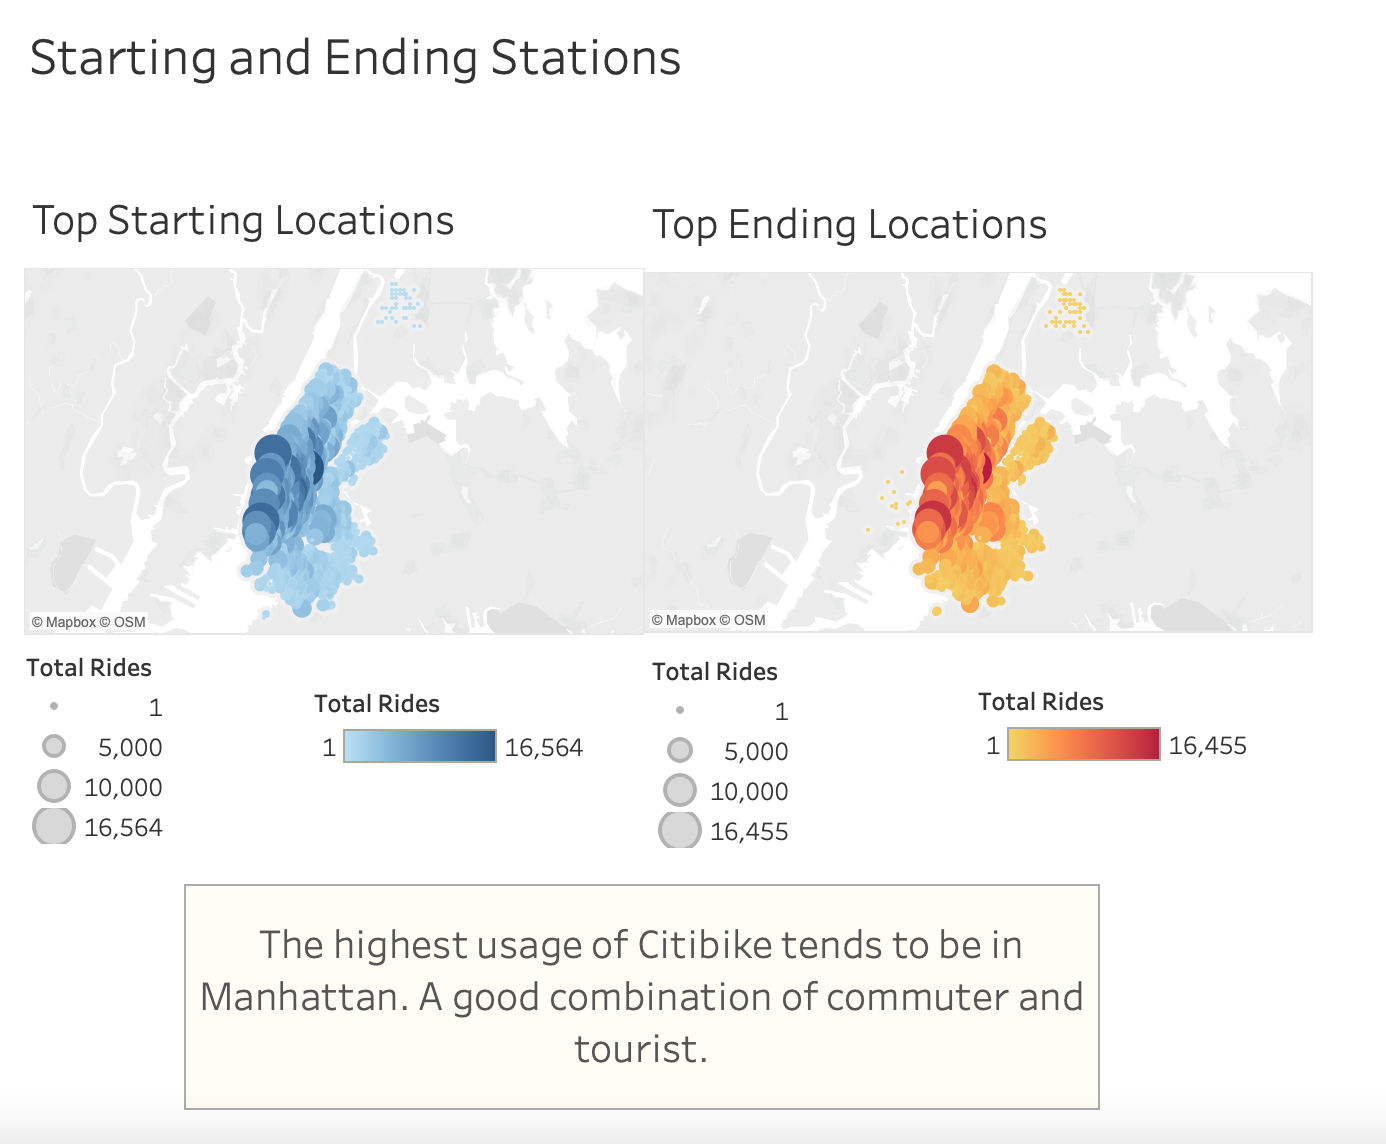 Starting and Ending Stations
Top Starting Locations
Top Ending Locations
© Mapbox © OSM
© Mapbox © OSM
Total Rides
1
5,000
10,000
16,564
Total Rides
1 16,564
Total Rides
1
5,000
10,000
16,455
Total Rides
1 16,455
The highest usage of Citibike tends to be in
Manhattan. A good combination of commuter and
tourist.